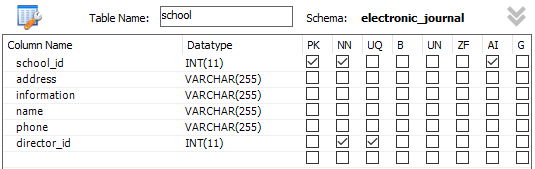 Table Name: school Schema: electronic_journal
Column Name Datatype PK NN UQ B UN ZF AI G
school_id INT(11)
address VARCHAR(255)
information VARCHAR(255)
name VARCHAR(255)
phone VARCHAR(255)
director_id INT(11)